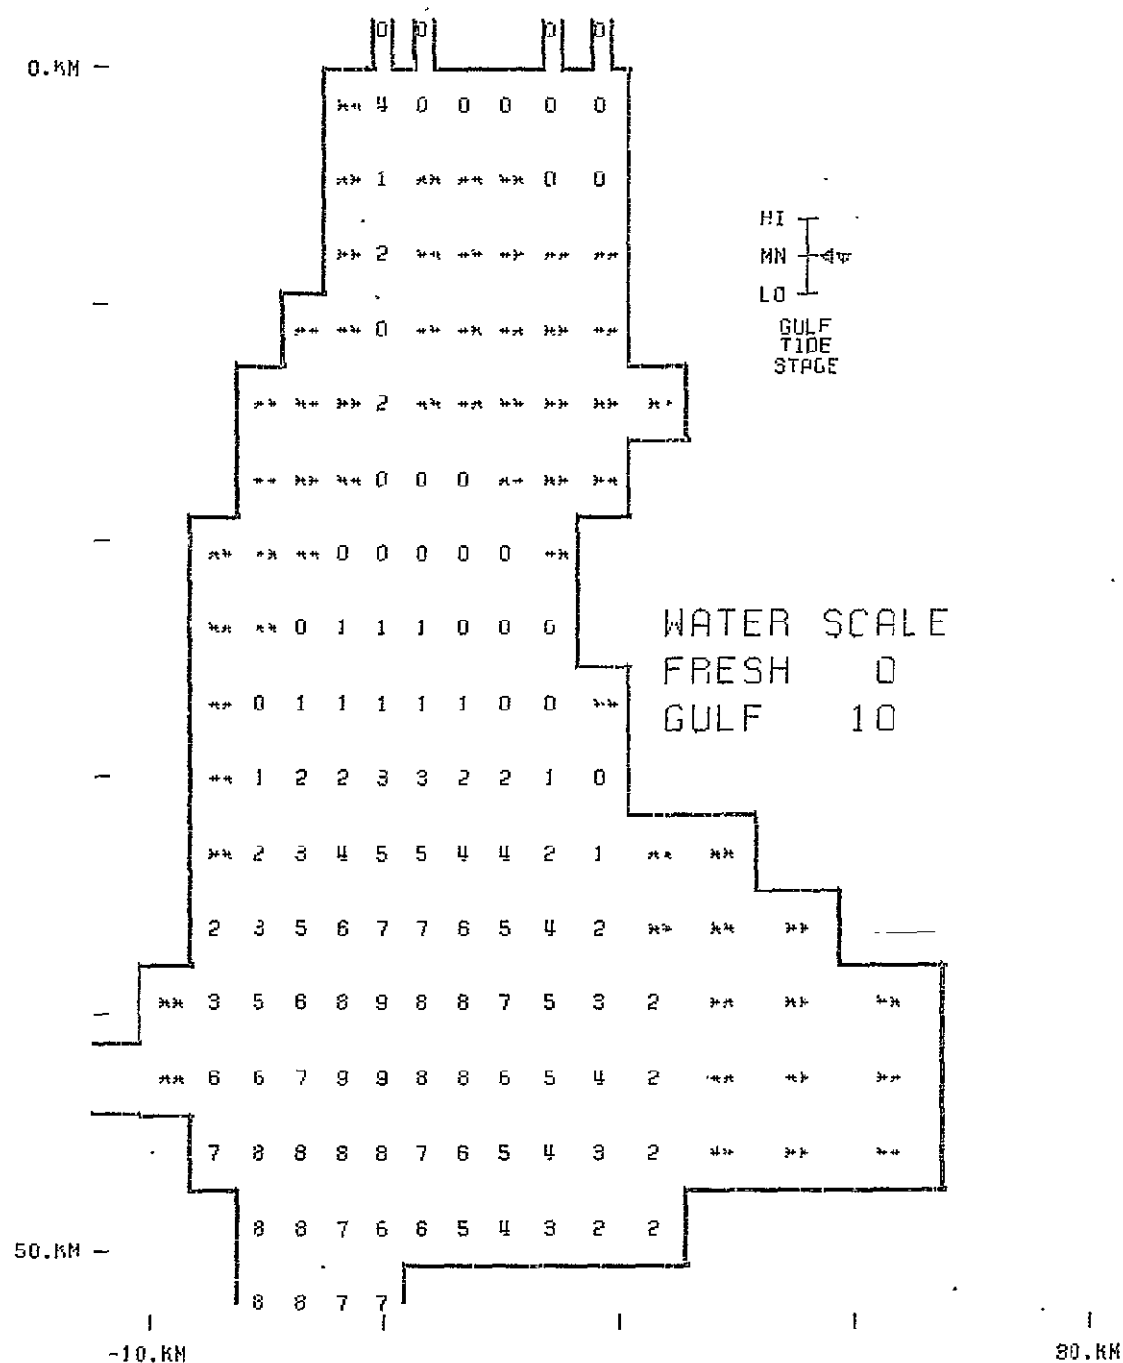 0 0 0 0
0.KM
** 4 0 0 0 0 0
** 1 ** ** ** 0 0
HI
** 2 ** ** ** ** **
MN
LO
** ** 0 ** ** ** ** **
GULF
TIDE
STAGE
** ** ** 2 ** ** ** ** ** **
** ** ** 0 0 0 ** ** **
** ** ** 0 0 0 0 0 **
** ** 0 1 1 1 0 0 0
WATER SCALE
FRESH 0
** 0 1 1 1 1 1 0 0 **
GULF 10
** 1 2 2 3 3 2 2 1 0
** 2 3 4 5 5 4 4 2 1 ** **
2 3 5 6 7 7 6 5 4 2 ** ** **
** 3 5 6 8 9 8 8 7 5 3 2 ** ** **
** 6 6 7 9 9 8 8 6 5 4 2 ** ** **
7 8 8 8 8 7 6 5 4 3 2 ** ** **
8 8 7 6 6 5 4 3 2 2
50.KM
8 8 7 7
-10.KM 30.KM